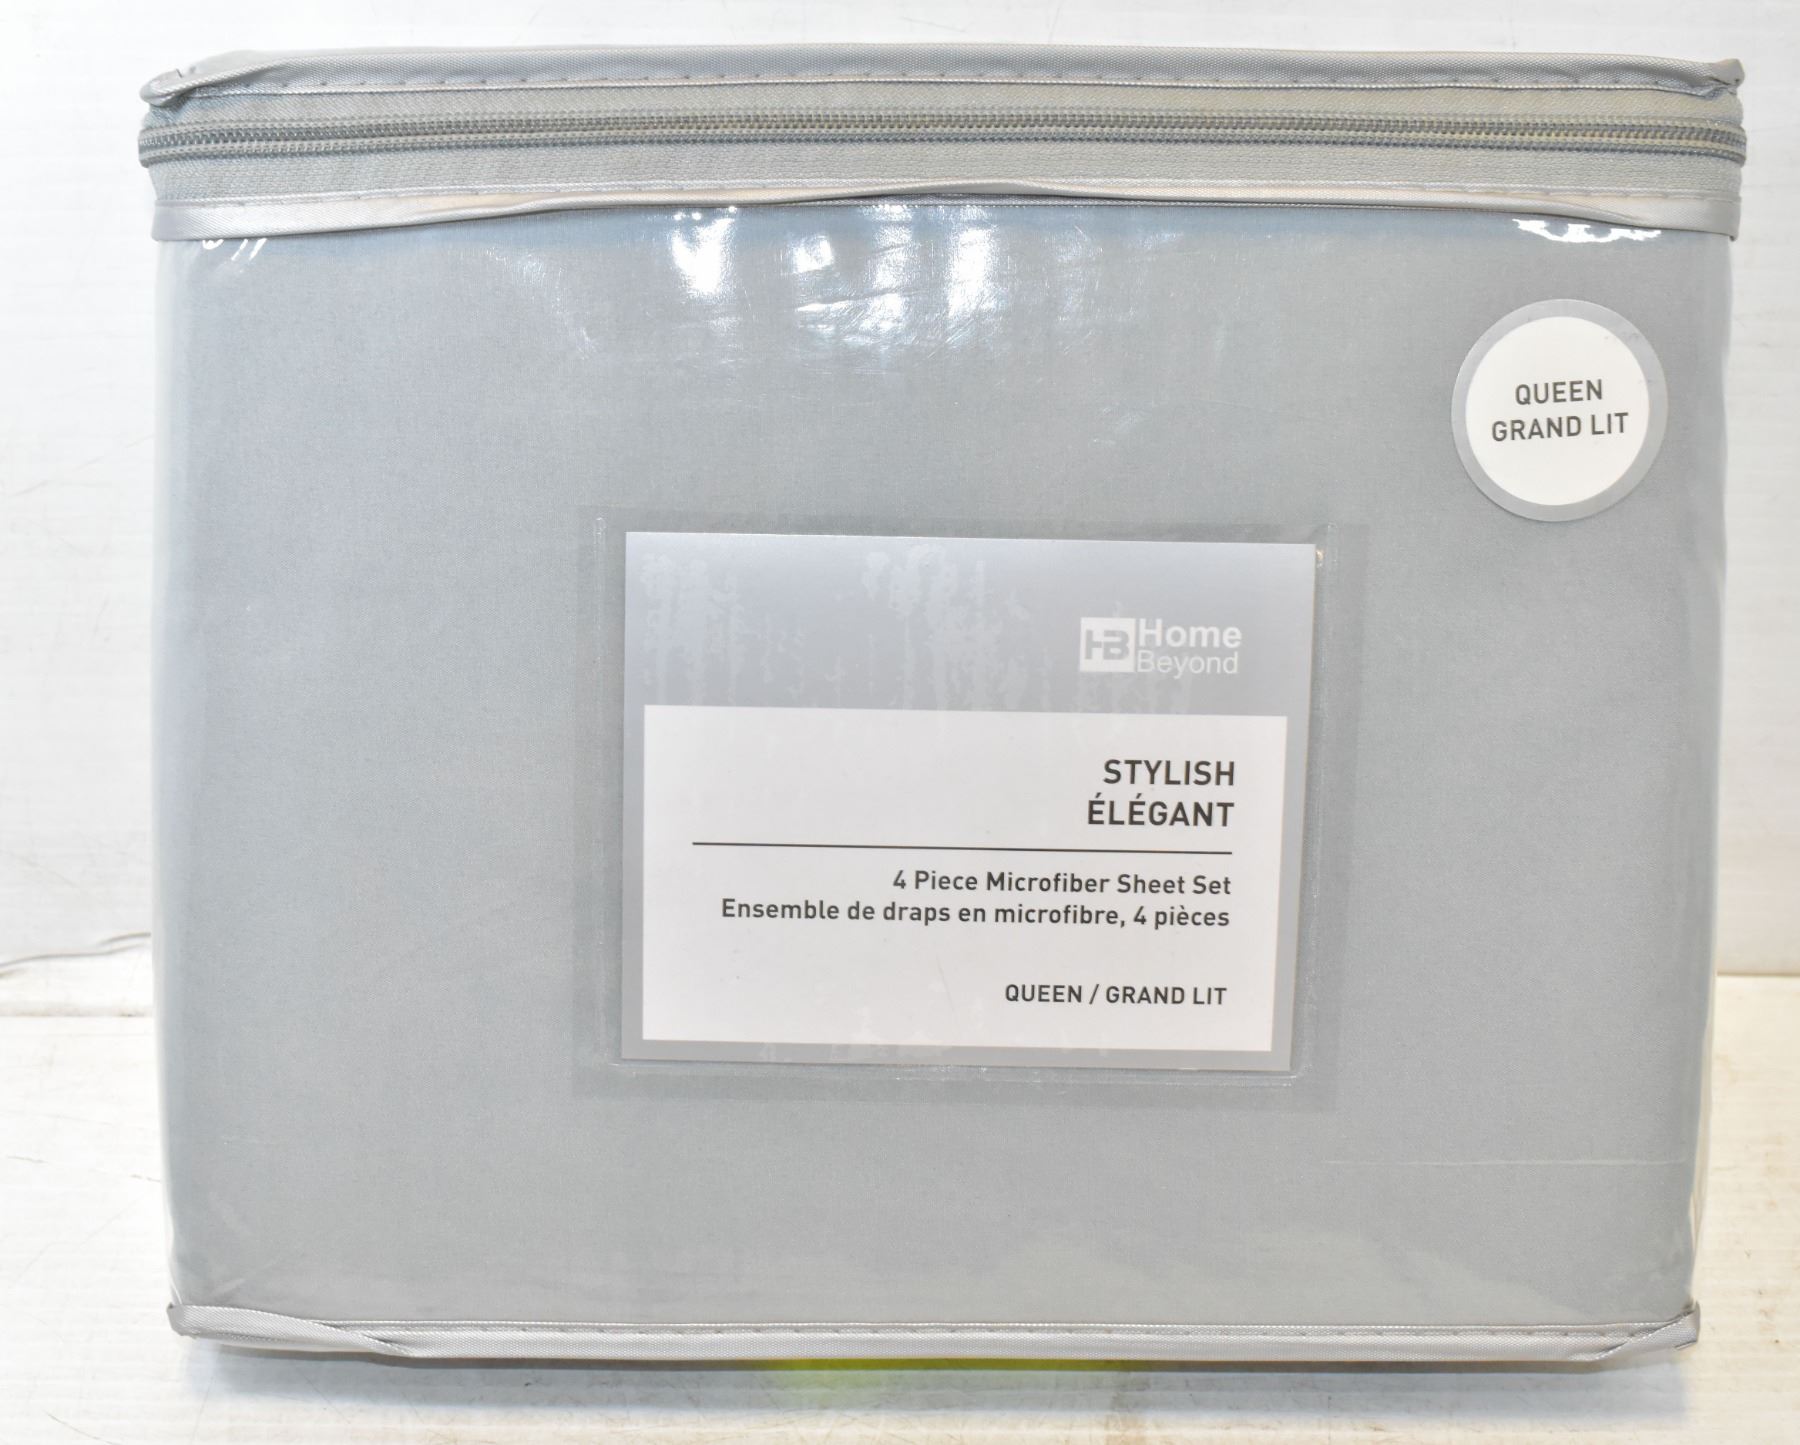 QUEEN
GRAND LIT
HB Home
Beyond
STYLISH
ÉLÉGANT
4 Piece Microfiber Sheet Set
Ensemble de draps en microfibre, 4 pièces
QUEEN / GRAND LIT